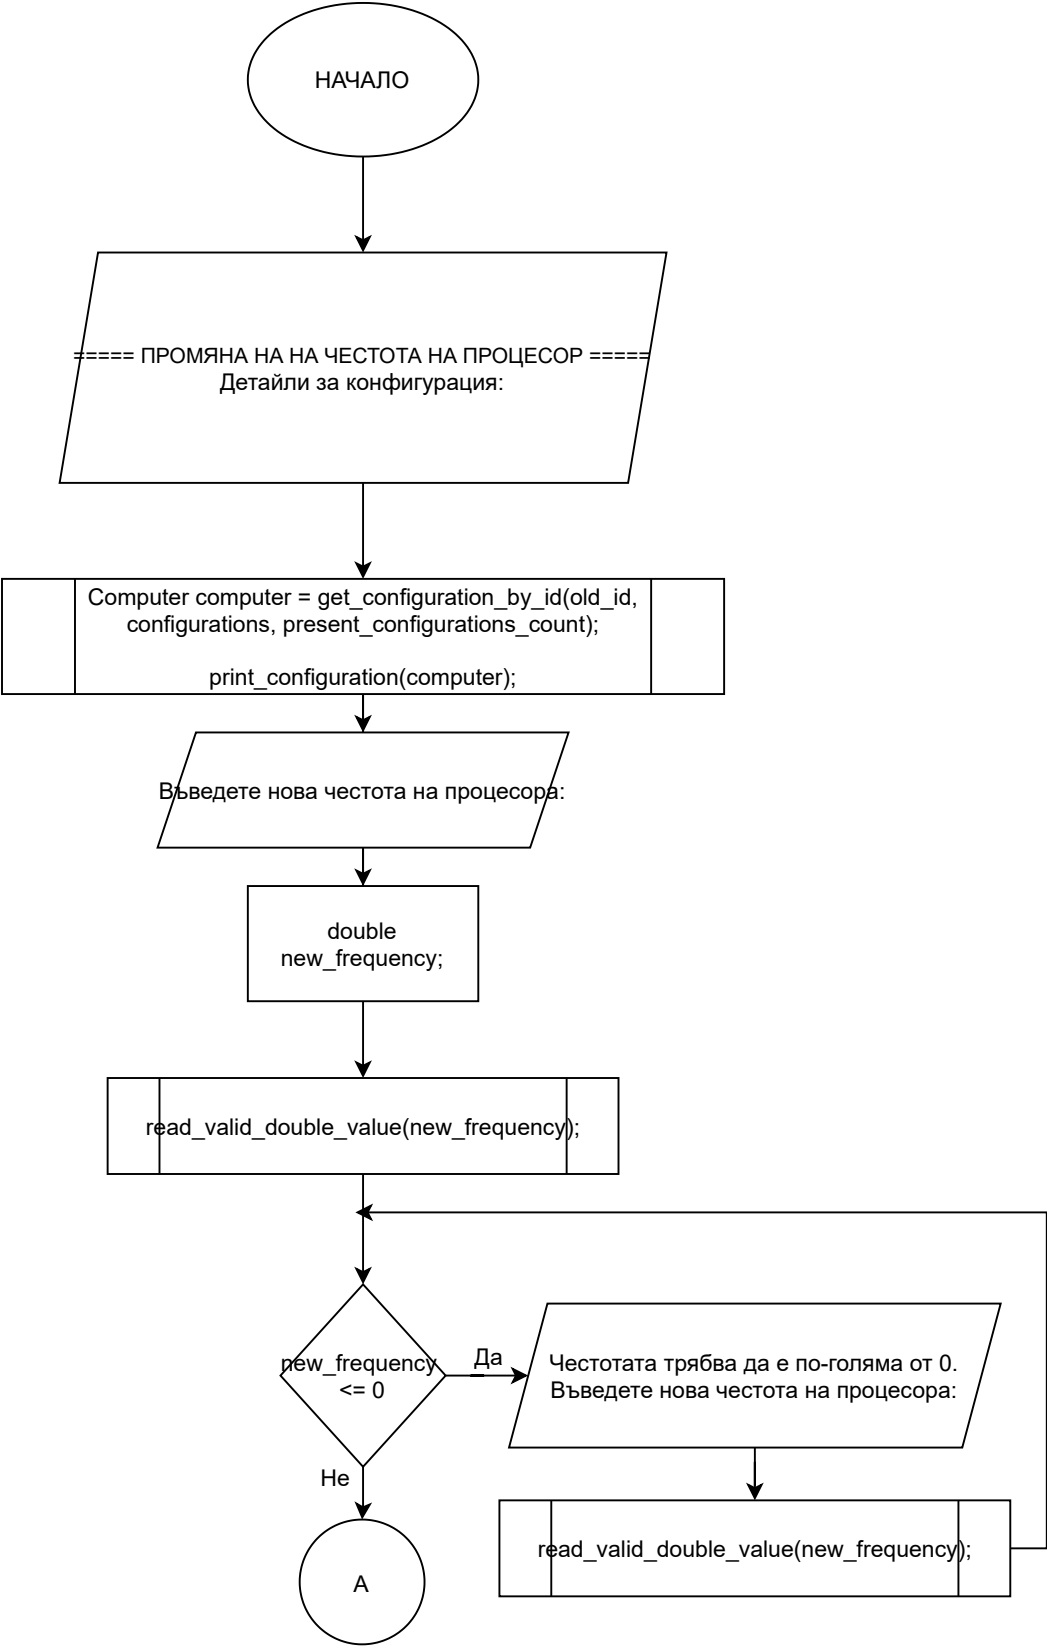 НАЧАЛО
===== ПРОМЯНА НА НА ЧЕСТОТА НА ПРОЦЕСОР =====
Детайли за конфигурация:
Computer computer = get_configuration_by_id(old_id,
configurations, present_configurations_count);
print_configuration(computer);
Въведете нова честота на процесора:
double
new_frequency;
read_valid_double_value(new_frequency);
new_frequency
<= 0
Да
Честотата трябва да е по-голяма от 0.
Въведете нова честота на процесора:
Не
read_valid_double_value(new_frequency);
А